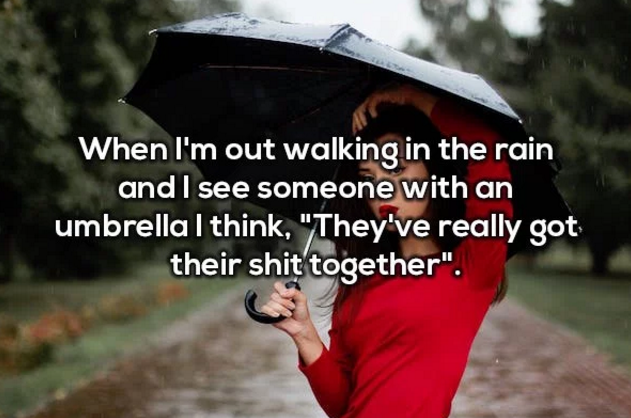 When I'm out walking in the rain
and I see someone with an
umbrella I think, "They've really got
their shit together".